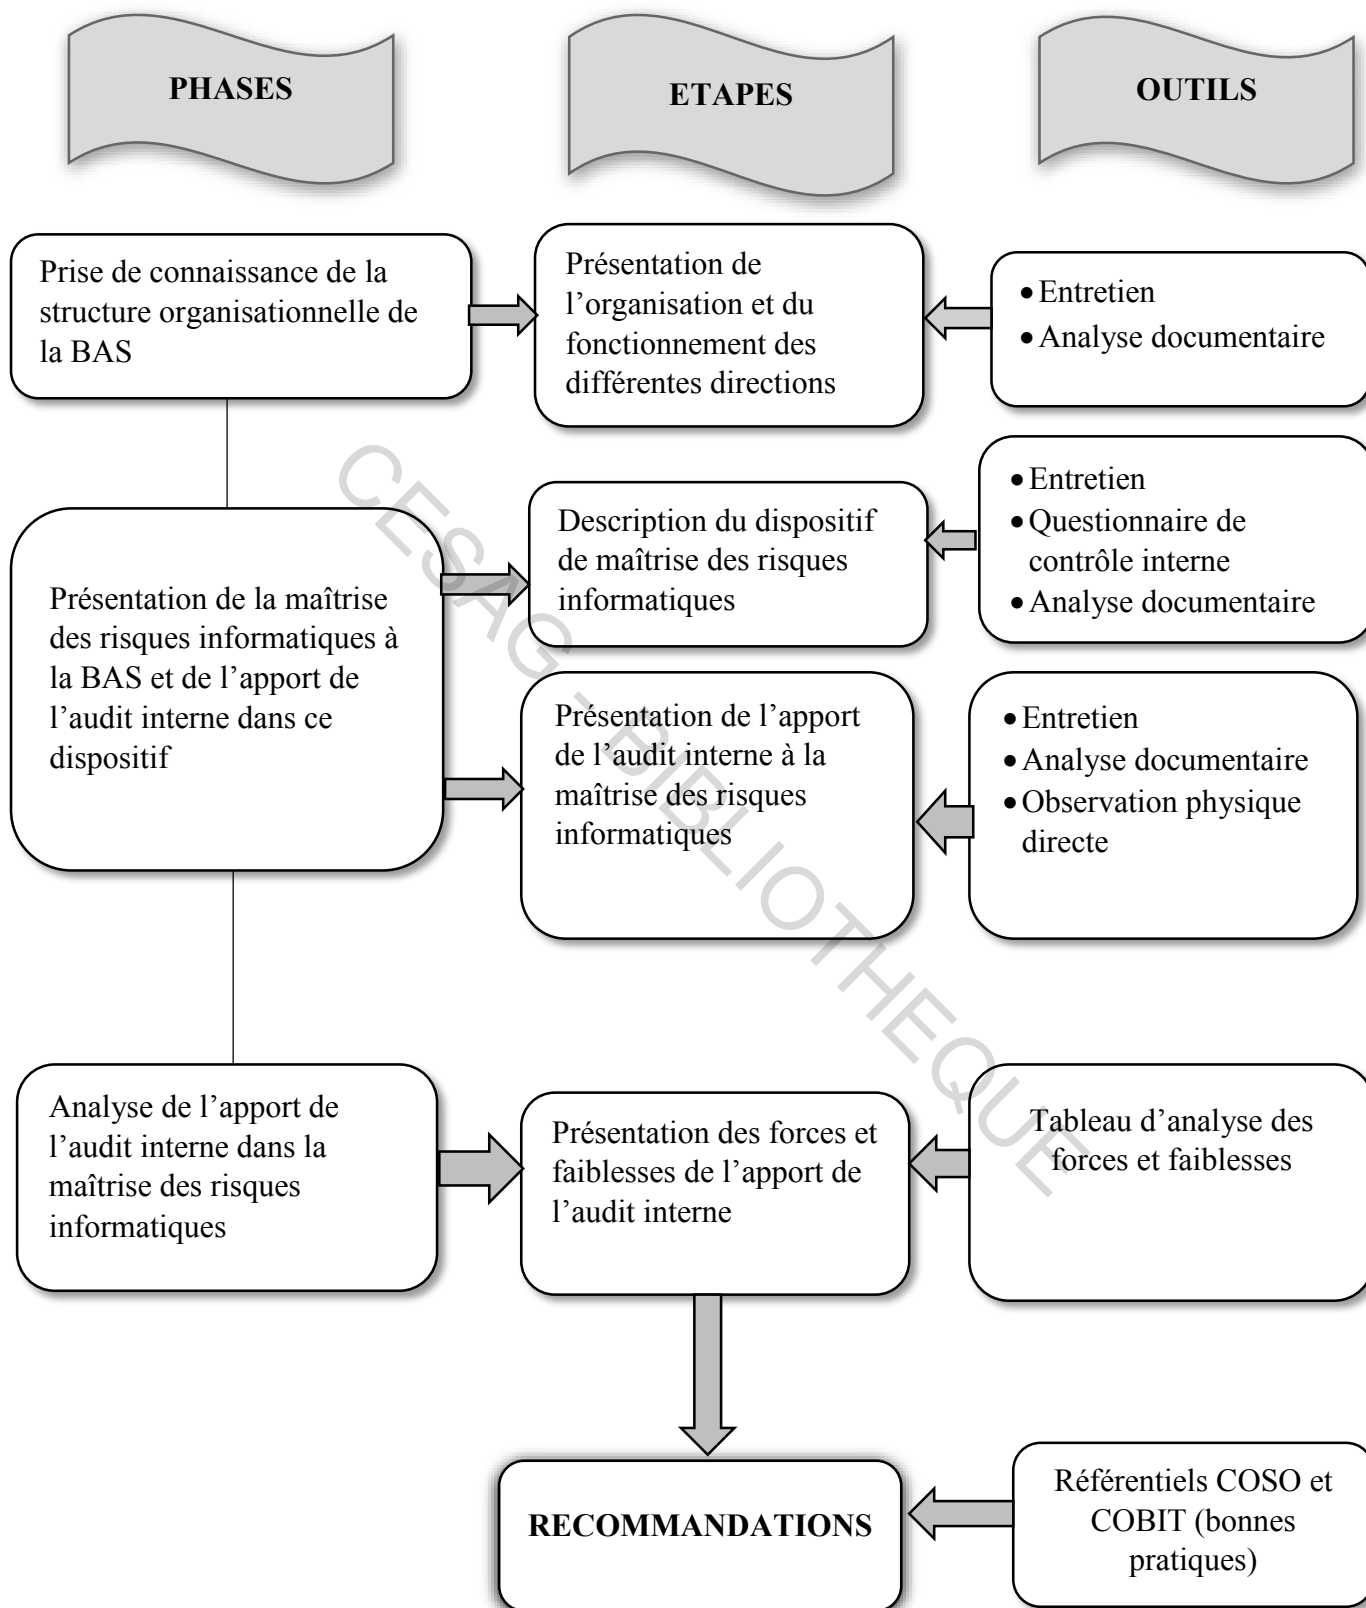 PHASES
ETAPES
OUTILS
Prise de connaissance de la
structure organisationnelle de
la BAS
Présentation de
l’organisation et du
fonctionnement des
différentes directions
• Entretien
• Analyse documentaire
Présentation de la maîtrise
des risques informatiques à
la BAS et de l’apport de
l’audit interne dans ce
dispositif
Description du dispositif
de maîtrise des risques
informatiques
• Entretien
• Questionnaire de
contrôle interne
• Analyse documentaire
Présentation de l’apport
de l’audit interne à la
maîtrise des risques
informatiques
• Entretien
• Analyse documentaire
• Observation physique
directe
Analyse de l’apport de
l’audit interne dans la
maîtrise des risques
informatiques
Présentation des forces et
faiblesses de l’apport de
l’audit interne
Tableau d’analyse des
forces et faiblesses
RECOMMANDATIONS
Référentiels COSO et
COBIT (bonnes
pratiques)
CESAG - BIBLIOTHEQUE